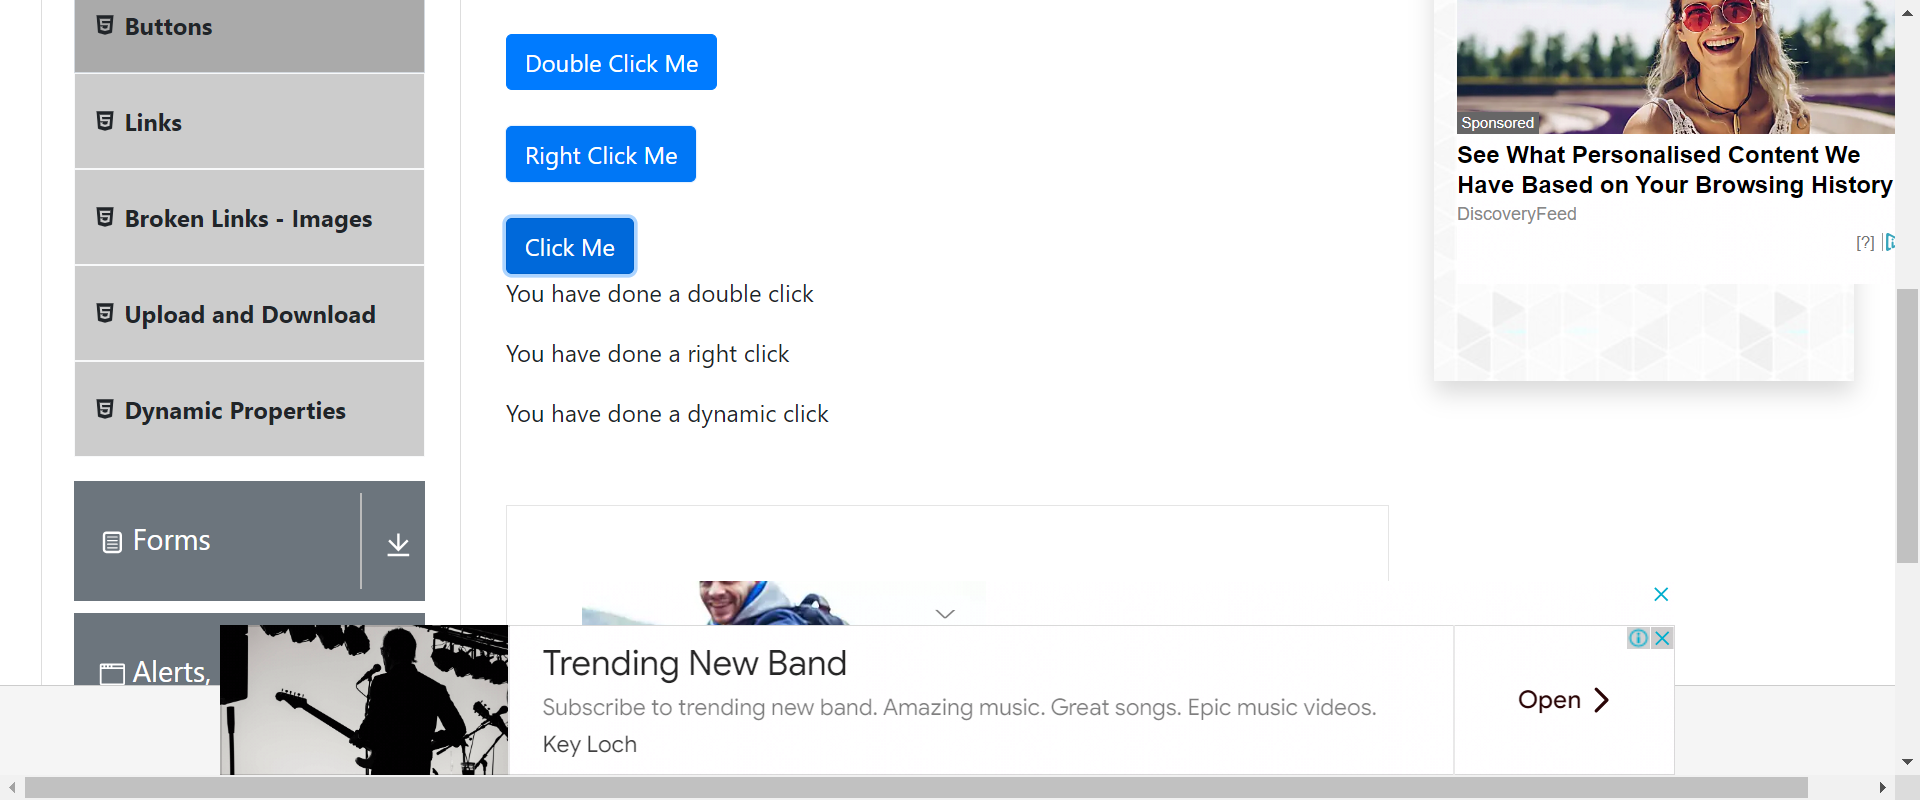 Buttons
Links
Broken Links - Images
Upload and Download
Dynamic Properties
Forms
Alerts,
Double Click Me
Right Click Me
Click Me
You have done a double click
You have done a right click
You have done a dynamic click
Sponsored
See What Personalised Content We
Have Based on Your Browsing History
DiscoveryFeed
[?]
Trending New Band
Subscribe to trending new band. Amazing music. Great songs. Epic music videos.
Key Loch
Open